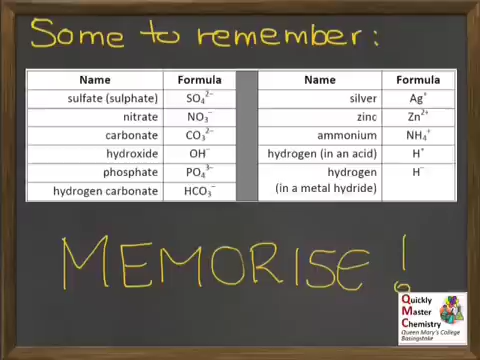 Some to remember:
Name Formula
sulfate (sulphate) SO₄²⁻
nitrate NO₃⁻
carbonate CO₃²⁻
hydroxide OH⁻
phosphate PO₄³⁻
hydrogen carbonate HCO₃⁻
Name Formula
silver Ag⁺
zinc Zn²⁺
ammonium NH₄⁺
hydrogen (in an acid) H⁺
hydrogen H⁻
(in a metal hydride)
MEMORISE!
Quickly
Master
Chemistry
Queen Mary's College
Basingstoke